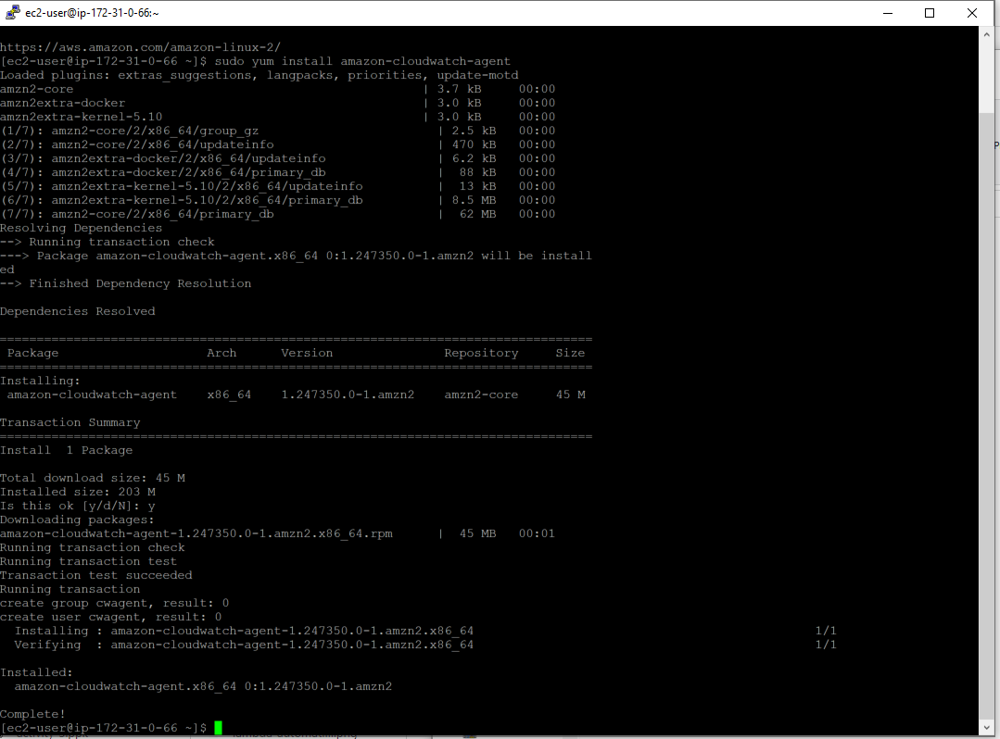 ec2-user@ip-172-31-0-66:~
https://aws.amazon.com/amazon-linux-2/
[ec2-user@ip-172-31-0-66 ~]$ sudo yum install amazon-cloudwatch-agent
Loaded plugins: extras_suggestions, langpacks, priorities, update-motd
amzn2-core | 3.7 kB 00:00
amzn2extra-docker | 3.0 kB 00:00
amzn2extra-kernel-5.10 | 3.0 kB 00:00
(1/7): amzn2-core/2/x86_64/group_gz | 2.5 kB 00:00
(2/7): amzn2-core/2/x86_64/updateinfo | 470 kB 00:00
(3/7): amzn2extra-docker/2/x86_64/updateinfo | 6.2 kB 00:00
(4/7): amzn2extra-docker/2/x86_64/primary_db | 88 kB 00:00
(5/7): amzn2extra-kernel-5.10/2/x86_64/updateinfo | 13 kB 00:00
(6/7): amzn2extra-kernel-5.10/2/x86_64/primary_db | 8.5 MB 00:00
(7/7): amzn2-core/2/x86_64/primary_db | 62 MB 00:00
Resolving Dependencies
--> Running transaction check
---> Package amazon-cloudwatch-agent.x86_64 0:1.247350.0-1.amzn2 will be install
ed
--> Finished Dependency Resolution
Dependencies Resolved
================================================================================
Package Arch Version Repository Size
================================================================================
Installing:
amazon-cloudwatch-agent x86_64 1.247350.0-1.amzn2 amzn2-core 45 M
Transaction Summary
================================================================================
Install 1 Package
Total download size: 45 M
Installed size: 203 M
Is this ok [y/d/N]: y
Downloading packages:
amazon-cloudwatch-agent-1.247350.0-1.amzn2.x86_64.rpm | 45 MB 00:01
Running transaction check
Running transaction test
Transaction test succeeded
Running transaction
create group cwagent, result: 0
create user cwagent, result: 0
Installing : amazon-cloudwatch-agent-1.247350.0-1.amzn2.x86_64 1/1
Verifying : amazon-cloudwatch-agent-1.247350.0-1.amzn2.x86_64 1/1
Installed:
amazon-cloudwatch-agent.x86_64 0:1.247350.0-1.amzn2
Complete!
[ec2-user@ip-172-31-0-66 ~]$